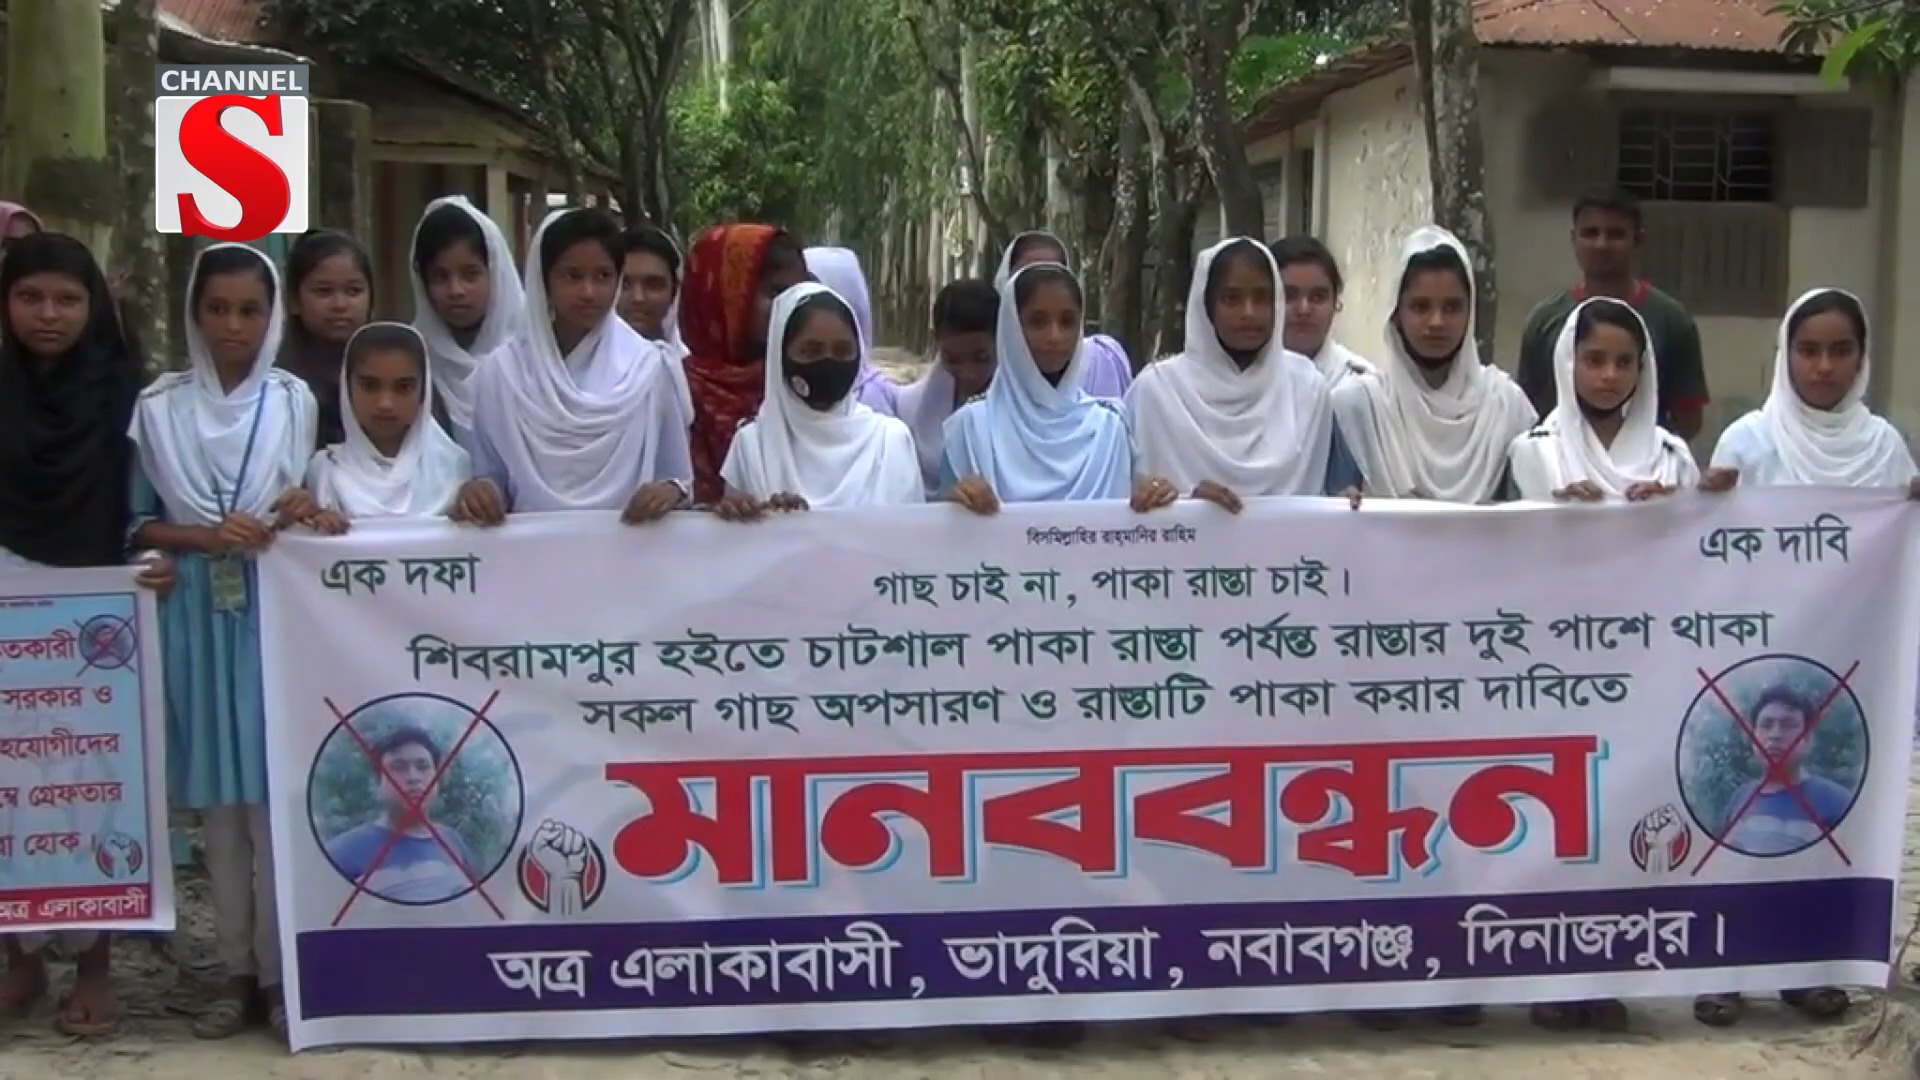 CHANNEL
S
বিসমিল্লাহির রাহমানির রাহিম
এক দফা
এক দাবি
গাছ চাই না, পাকা রাস্তা চাই।
শিবরামপুর হইতে চাটশাল পাকা রাস্তা পর্যন্ত রাস্তার দুই পাশে থাকা
সকল গাছ অপসারণ ও রাস্তাটি পাকা করার দাবিতে
মানববন্ধন
অত্র এলাকাবাসী, ভাদুরিয়া, নবাবগঞ্জ, দিনাজপুর।
সরকার ও
গ্রেফতার
হোক।
অত্র এলাকাবাসী